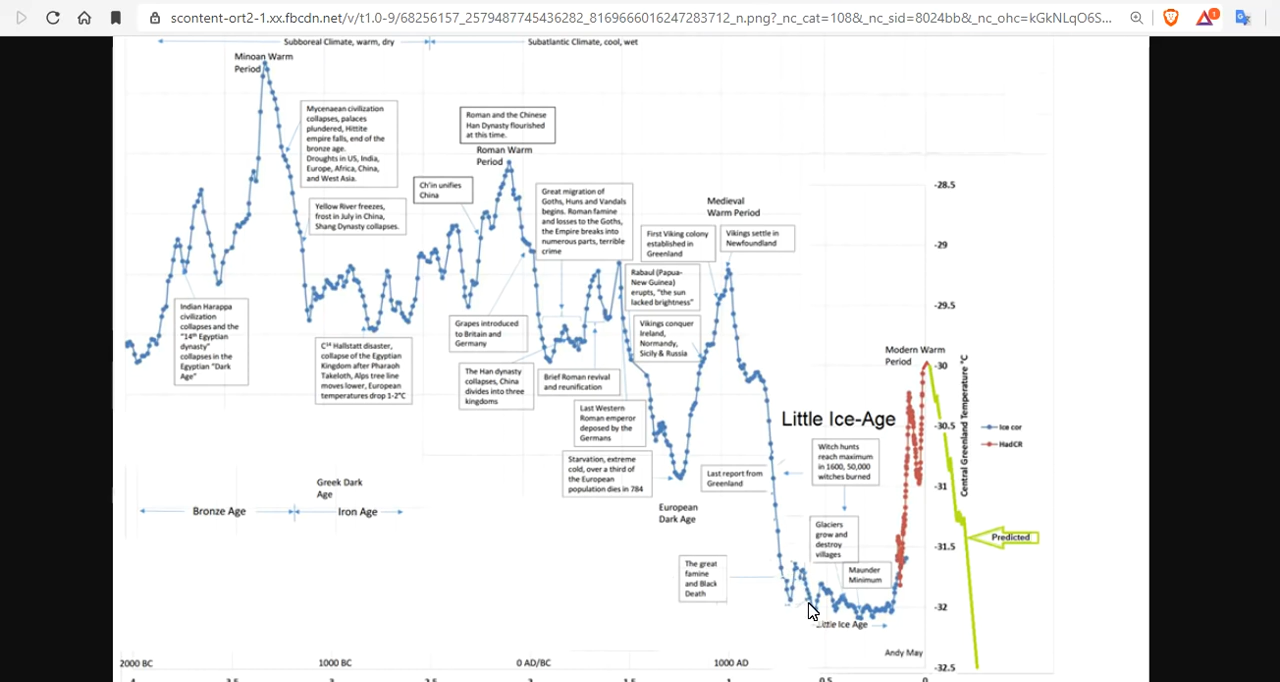 scontent-ort2-1.xx.fbcdn.net/v/t1.0-9/68256157_2579487745436282_8169666016247283712_n.png?_nc_cat=108&_nc_sid=8024bb&_nc_ohc=kGkNLqO6S...
1
Subboreal Climate, warm, dry
Subatlantic Climate, cool, wet
Minoan Warm
Period
Mycenaean civilization
collapses, palaces
plundered, Hittite
empire falls, end of the
bronze age.
Droughts in US, India,
Europe, Africa, China,
and West Asia.
Roman and the Chinese
Han Dynasty flourished
at this time.
Roman Warm
Period
Ch'in unifies
China
Yellow River freezes,
frost in July in China,
Shang Dynasty collapses.
Great migration of
Goths, Huns and Vandals
begins. Roman famine
and losses to the Goths,
the Empire breaks into
numerous parts, terrible
crime
Medieval
Warm Period
First Viking colony
established in
Greenland
Vikings settle in
Newfoundland
Rabaul (Papua-
New Guinea)
erupts, "the sun
lacked brightness"
Indian Harappa
civilization
collapses and the
"14th Egyptian
dynasty"
collapses in the
Egyptian "Dark
Age"
C14 Hallstatt disaster,
collapse of the Egyptian
Kingdom after Pharaoh
Takeloth, Alps tree line
moves lower, European
temperatures drop 1-2°C
Grapes introduced
to Britain and
Germany
Vikings conquer
Ireland,
Normandy,
Sicily & Russia
The Han dynasty
collapses, China
divides into three
kingdoms
Brief Roman revival
and reunification
Modern Warm
Period
Last Western
Roman emperor
deposed by the
Germans
Little Ice-Age
Starvation, extreme
cold, over a third of
the European
population dies in 784
Last report from
Greenland
Witch hunts
reach maximum
in 1600, 50,000
witches burned
Greek Dark
Age
Bronze Age
Iron Age
European
Dark Age
Glaciers
grow and
destroy
villages
Maunder
Minimum
The great
famine
and Black
Death
Little Ice Age
Andy May
-28.5
-29
-29.5
-30
-30.5
-31
-31.5
-32
-32.5
Central Greenland Temperature °C
Ice cor
HadCR
Predicted
2000 BC
1000 BC
0 AD/BC
1000 AD